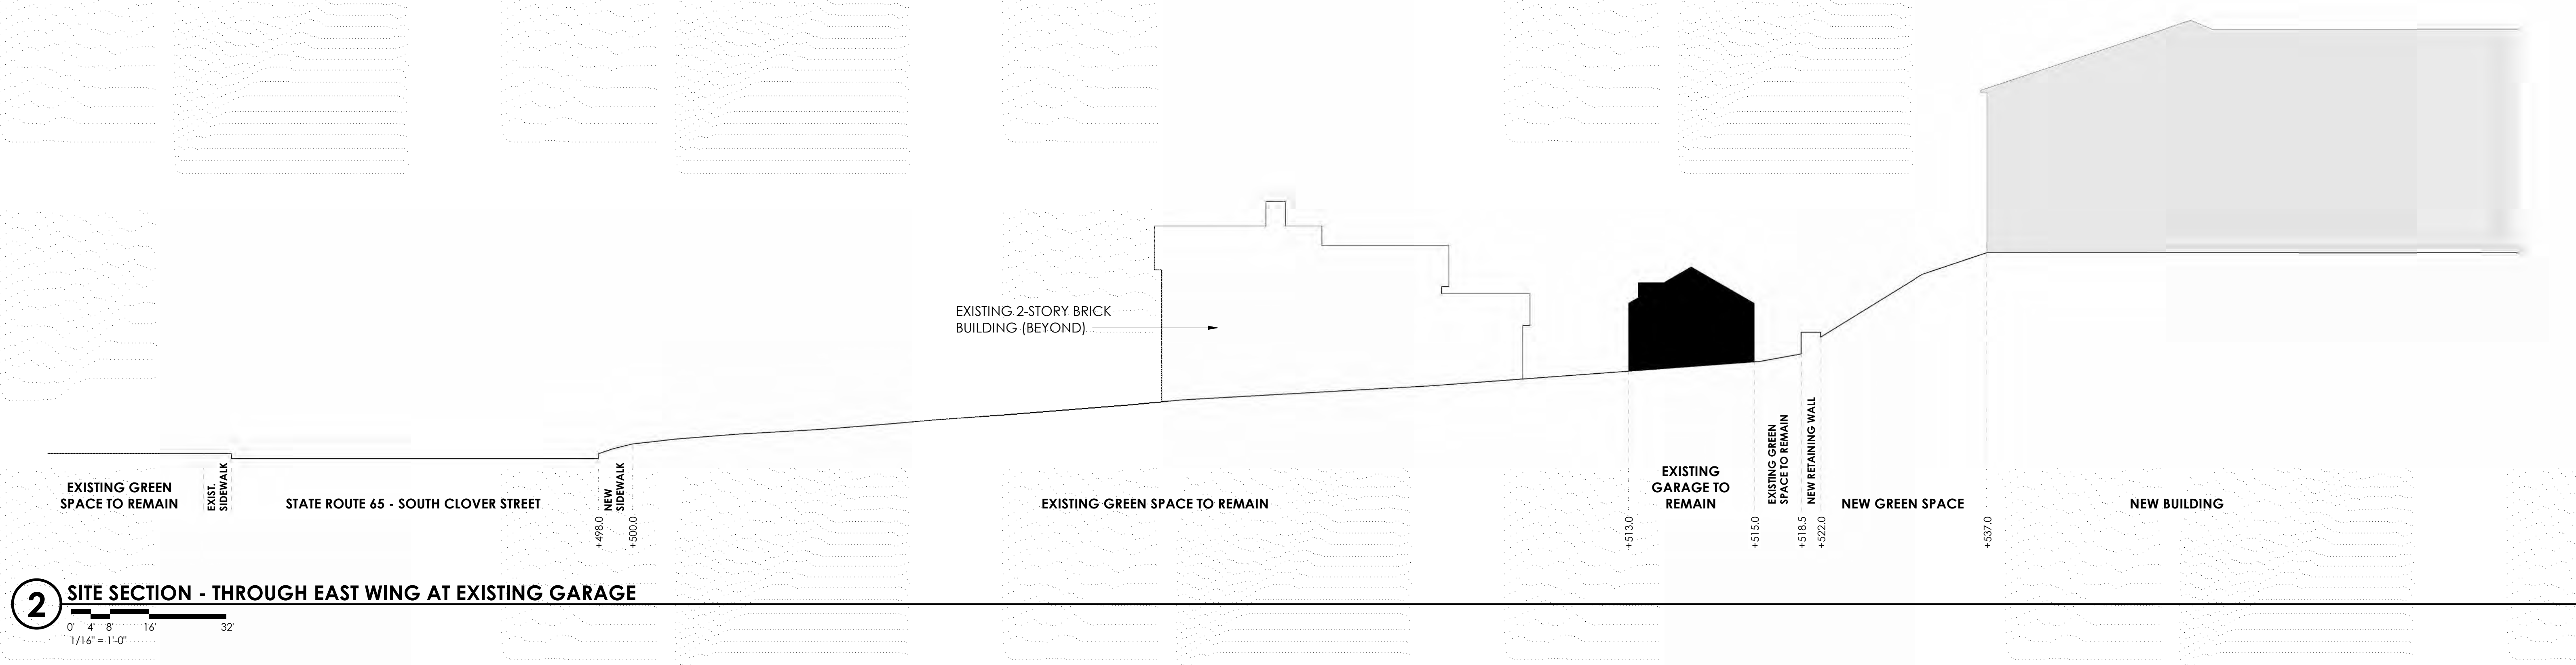 EXISTING 2-STORY BRICK
BUILDING (BEYOND)
EXISTING GREEN
SPACE TO REMAIN
EXIST.
SIDEWALK
STATE ROUTE 65 - SOUTH CLOVER STREET
NEW
SIDEWALK
EXISTING GREEN SPACE TO REMAIN
EXISTING
GARAGE TO
REMAIN
EXISTING GREEN
SPACE TO REMAIN
NEW RETAINING WALL
NEW GREEN SPACE
NEW BUILDING
+498.0
+500.0
+513.0
+515.0
+518.5
+522.0
+537.0
2
SITE SECTION - THROUGH EAST WING AT EXISTING GARAGE
0' 4' 8' 16' 32'
1/16" = 1'-0"